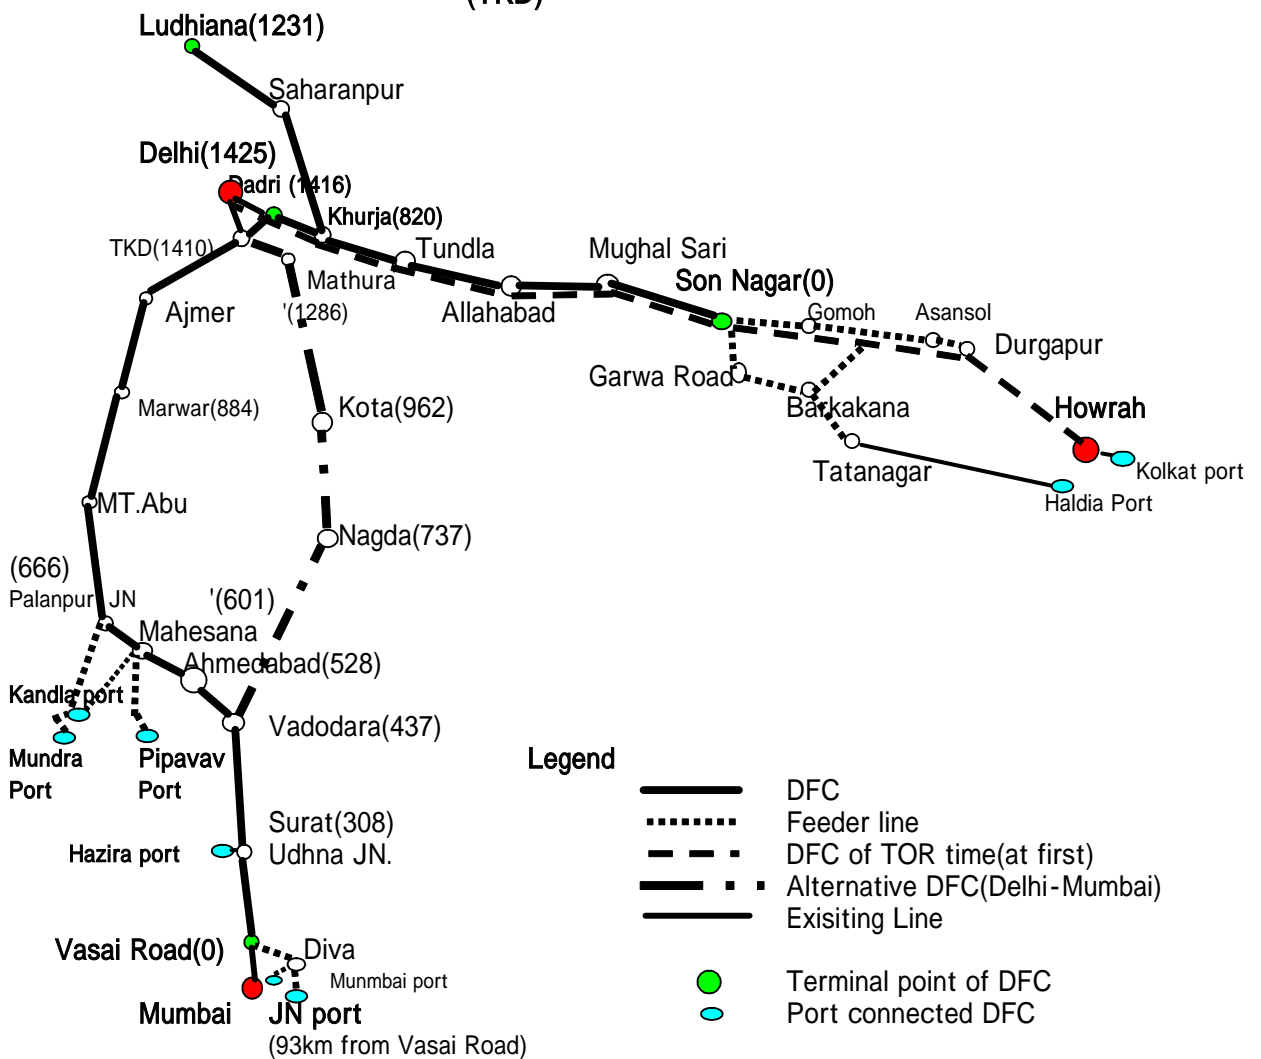 (TKD)
Ludhiana(1231)
Saharanpur
Delhi(1425)
Dadri (1416)
Khurja(820)
TKD(1410)
Tundla
Mughal Sari
Mathura
Son Nagar(0)
Ajmer
'(1286)
Allahabad
Gomoh
Asansol
Durgapur
Garwa Road
Marwar(884)
Kota(962)
Barkakana
Howrah
Tatanagar
Kolkat port
MT.Abu
Haldia Port
Nagda(737)
(666)
Palanpur JN
'(601)
Mahesana
Ahmedabad(528)
Kandla port
Vadodara(437)
Mundra
Port
Pipavav
Port
Legend
DFC
Surat(308)
Feeder line
Hazira port
Udhna JN.
DFC of TOR time(at first)
Alternative DFC(Delhi-Mumbai)
Exisiting Line
Vasai Road(0)
Diva
Munmbai port
Terminal point of DFC
Mumbai
JN port
Port connected DFC
(93km from Vasai Road)